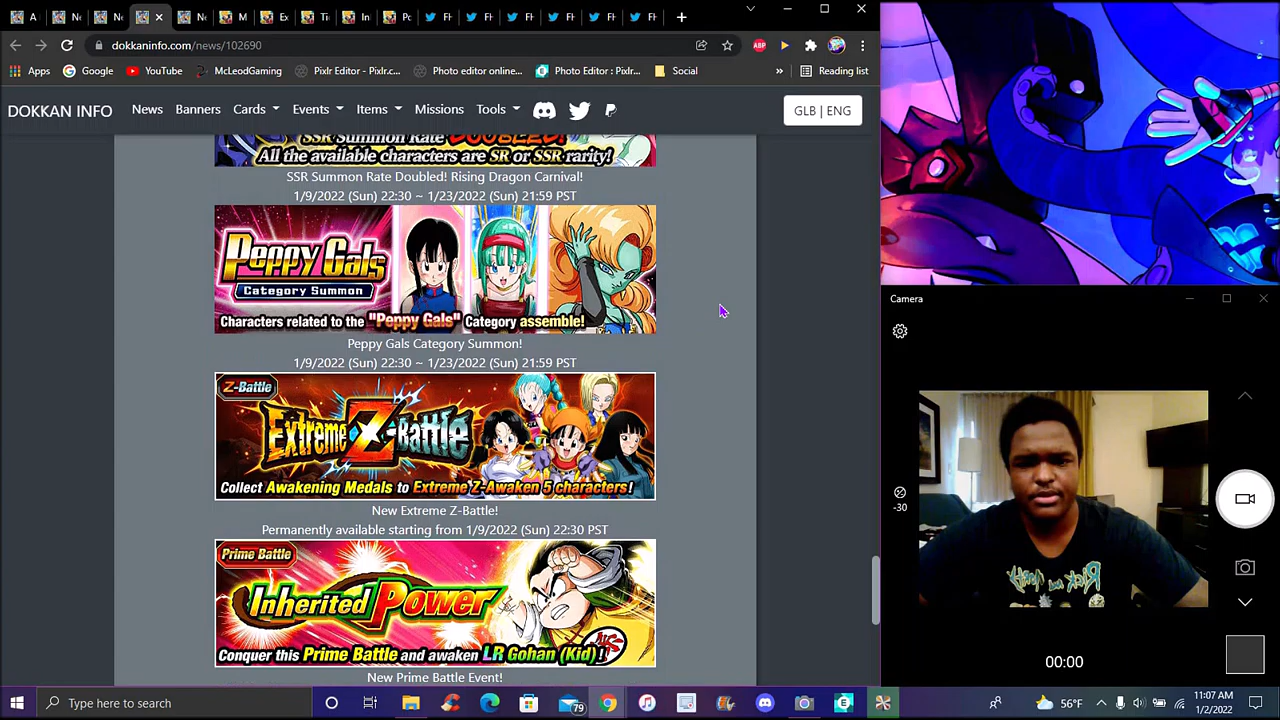 dokkaninfo.com/news/102690
ABP
Apps Google YouTube McLeodGaming Pixlr Editor - Pixlr.c... Photo editor online... Photo Editor : Pixlr... Social » Reading list
DOKKAN INFO News Banners Cards Events Items Missions Tools GLB | ENG
SSR Summon Rate DOUBLED!
All the available characters are SR or SSR rarity!
SSR Summon Rate Doubled! Rising Dragon Carnival!
1/9/2022 (Sun) 22:30 ~ 1/23/2022 (Sun) 21:59 PST
Peppy Gals
Category Summon
Characters related to the "Peppy Gals" Category assemble!
Peppy Gals Category Summon!
1/9/2022 (Sun) 22:30 ~ 1/23/2022 (Sun) 21:59 PST
Z-Battle
Extreme Z-Battle
Collect Awakening Medals to Extreme Z-Awaken 5 characters!
New Extreme Z-Battle!
Permanently available starting from 1/9/2022 (Sun) 22:30 PST
Prime Battle
Inherited Power
Conquer this Prime Battle and awaken LR Gohan (Kid)!
New Prime Battle Event!
Camera
-30
00:00
Type here to search
79
56°F
11:07 AM
1/2/2022